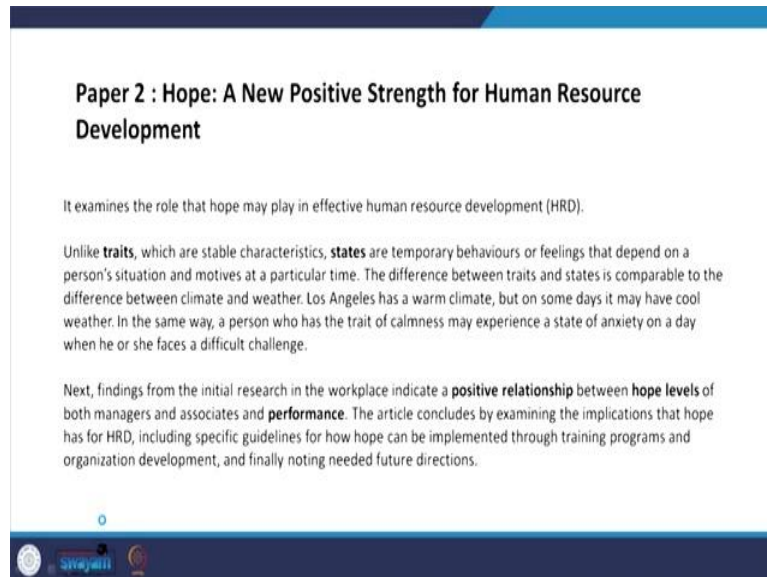 Paper 2 : Hope: A New Positive Strength for Human Resource
Development
It examines the role that hope may play in effective human resource development (HRD).
Unlike traits, which are stable characteristics, states are temporary behaviours or feelings that depend on a
person's situation and motives at a particular time. The difference between traits and states is comparable to the
difference between climate and weather. Los Angeles has a warm climate, but on some days it may have cool
weather. In the same way, a person who has the trait of calmness may experience a state of anxiety on a day
when he or she faces a difficult challenge.
Next, findings from the initial research in the workplace indicate a positive relationship between hope levels of
both managers and associates and performance. The article concludes by examining the implications that hope
has for HRD, including specific guidelines for how hope can be implemented through training programs and
organization development, and finally noting needed future directions.
swayam